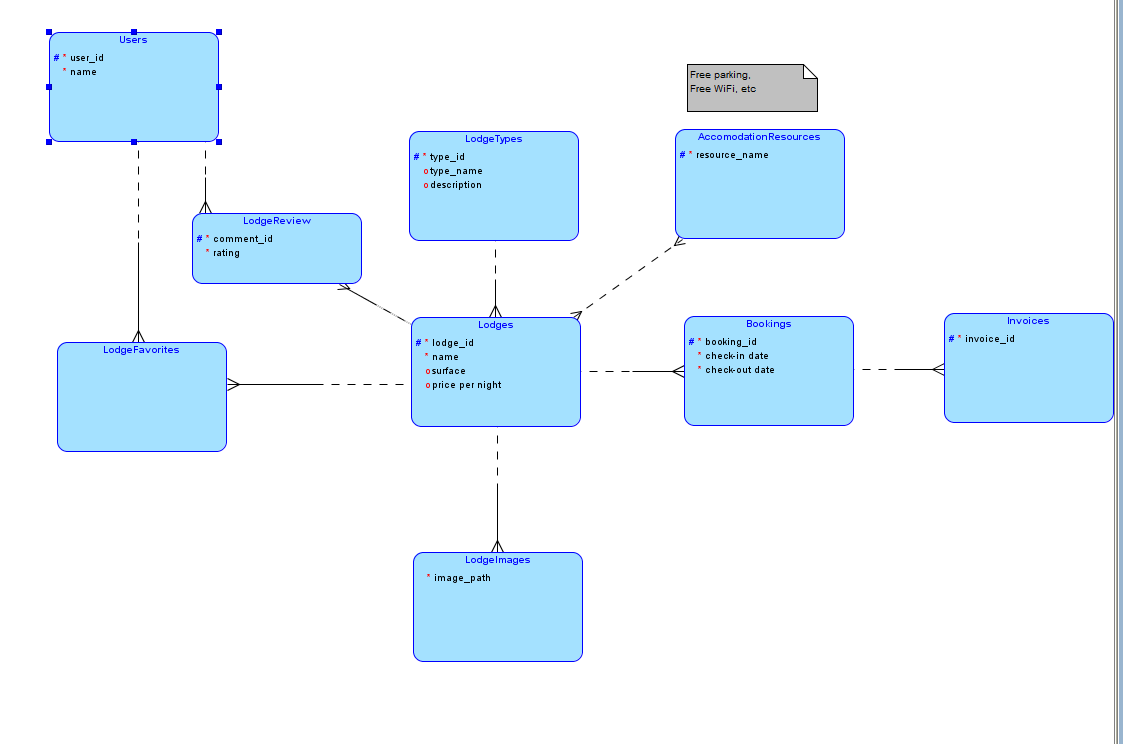 Users
# * user_id
* name
Free parking,
Free WiFi, etc
LodgeTypes
# * type_id
o type_name
o description
AccomodationResources
# * resource_name
LodgeReview
# * comment_id
* rating
Lodges
# * lodge_id
* name
o surface
o price per night
Bookings
# * booking_id
* check-in date
* check-out date
Invoices
# * invoice_id
LodgeFavorites
LodgeImages
* image_path